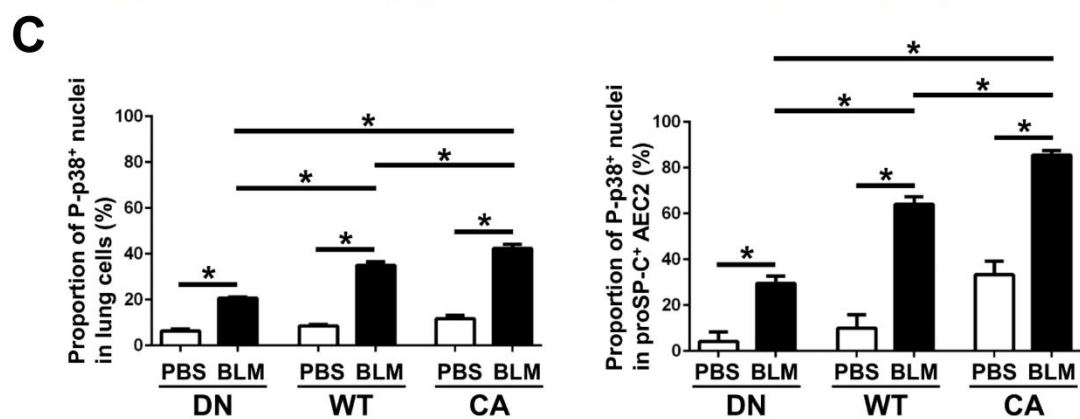 C
Proportion of P-p38⁺ nuclei
in lung cells (%)
100
80
60
40
20
0
*
*
*
*
*
*
PBS BLM PBS BLM PBS BLM
DN WT CA
Proportion of P-p38⁺ nuclei
in proSP-C⁺ AEC2 (%)
100
80
60
40
20
0
*
*
*
*
*
*
PBS BLM PBS BLM PBS BLM
DN WT CA